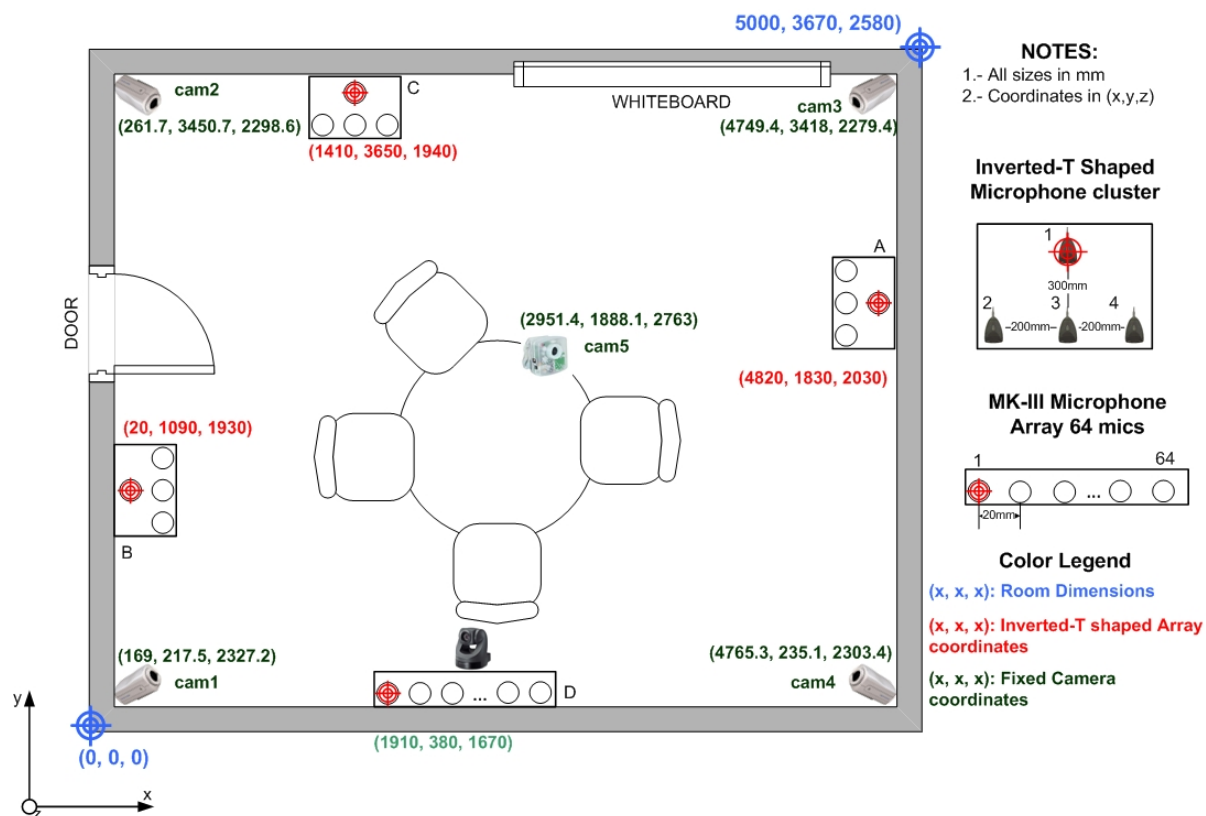 5000, 3670, 2580)
cam2
(261.7, 3450.7, 2298.6)
C
(1410, 3650, 1940)
WHITEBOARD
cam3
(4749.4, 3418, 2279.4)
A
(4820, 1830, 2030)
DOOR
(2951.4, 1888.1, 2763)
cam5
(20, 1090, 1930)
B
(169, 217.5, 2327.2)
cam1
...
D
(1910, 380, 1670)
(4765.3, 235.1, 2303.4)
cam4
(0, 0, 0)
y
x
z
NOTES:
1.- All sizes in mm
2.- Coordinates in (x,y,z)
Inverted-T Shaped
Microphone cluster
1
300mm
2 3 4
200mm 200mm
MK-III Microphone
Array 64 mics
1 64
...
20mm
Color Legend
(x, x, x): Room Dimensions
(x, x, x): Inverted-T shaped Array
coordinates
(x, x, x): Fixed Camera
coordinates